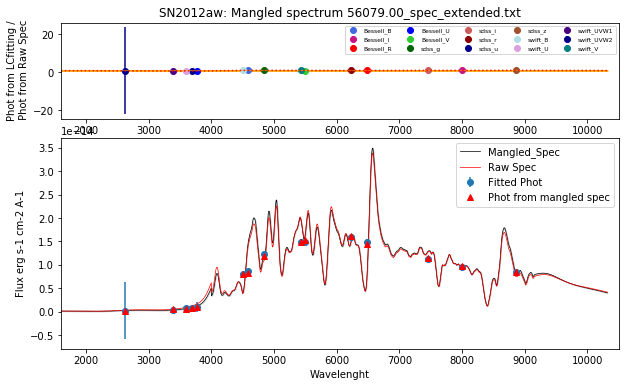 SN2012aw: Mangled spectrum 56079.00_spec_extended.txt
Phot from LCfitting /
Phot from Raw Spec
20
0
−20
Bessell_B Bessell_U sdss_i sdss_z swift_UVW1
Bessell_I Bessell_V sdss_r swift_B swift_UVW2
Bessell_R sdss_g sdss_u swift_U swift_V
2000 3000 4000 5000 6000 7000 8000 9000 10000
1e−14
Flux erg s-1 cm-2 A-1
3.5
3.0
2.5
2.0
1.5
1.0
0.5
0.0
−0.5
Mangled_Spec
Raw Spec
Fitted Phot
Phot from mangled spec
2000 3000 4000 5000 6000 7000 8000 9000 10000
Wavelenght